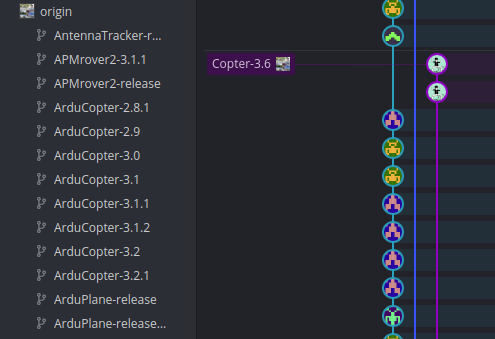 origin
AntennaTracker-r...
APMrover2-3.1.1
APMrover2-release
ArduCopter-2.8.1
ArduCopter-2.9
ArduCopter-3.0
ArduCopter-3.1
ArduCopter-3.1.1
ArduCopter-3.1.2
ArduCopter-3.2
ArduCopter-3.2.1
ArduPlane-release
ArduPlane-release...
Copter-3.6